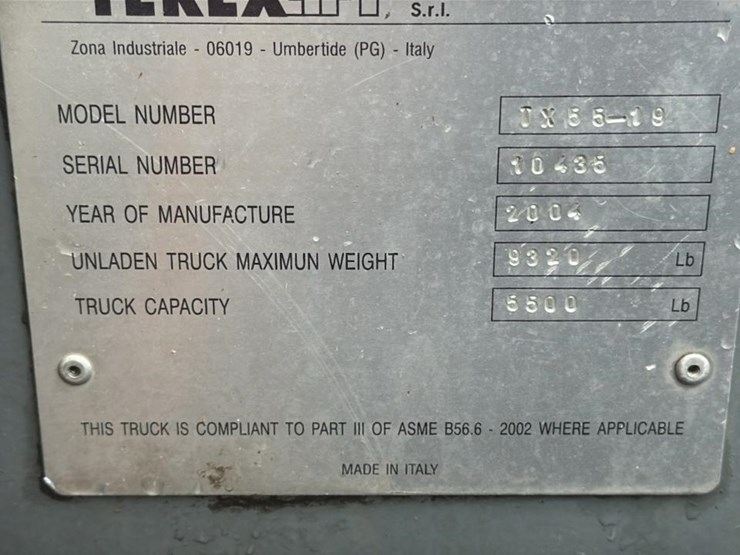 TEREXLIFT, S.r.l.
Zona Industriale - 06019 - Umbertide (PG) - Italy
MODEL NUMBER TX55-19
SERIAL NUMBER 10435
YEAR OF MANUFACTURE 2004
UNLADEN TRUCK MAXIMUN WEIGHT 9320 Lb
TRUCK CAPACITY 5500 Lb
THIS TRUCK IS COMPLIANT TO PART III OF ASME B56.6 - 2002 WHERE APPLICABLE
MADE IN ITALY